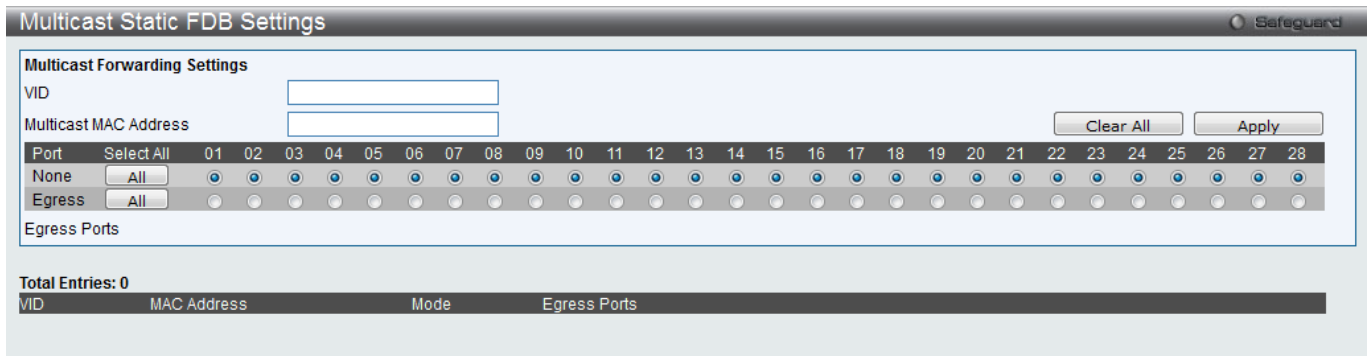 Multicast Static FDB Settings Safeguard
Multicast Forwarding Settings
VID
Multicast MAC Address Clear All Apply
Port Select All 01 02 03 04 05 06 07 08 09 10 11 12 13 14 15 16 17 18 19 20 21 22 23 24 25 26 27 28
None All
Egress All
Egress Ports
Total Entries: 0
VID MAC Address Mode Egress Ports